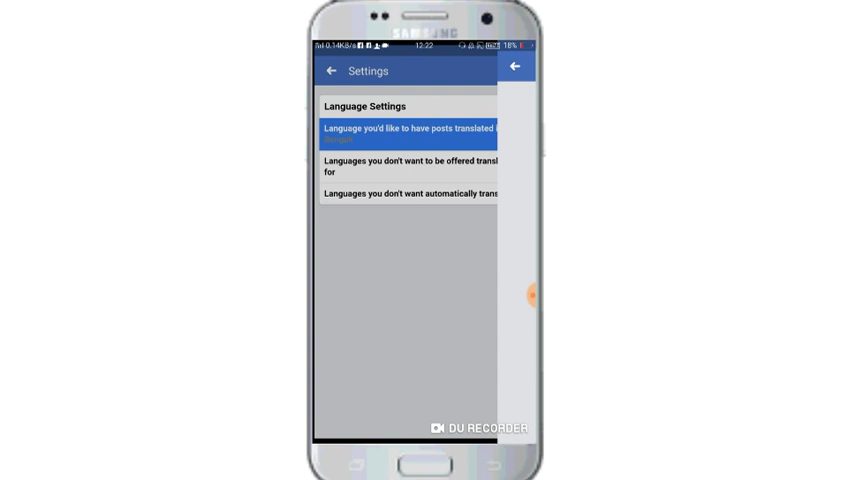 SAMSUNG
0.14KB/s 12:22 18%
Settings
Language Settings
Language you'd like to have posts translated i
Bengali
Languages you don't want to be offered transl
for
Languages you don't want automatically trans
DU RECORDER